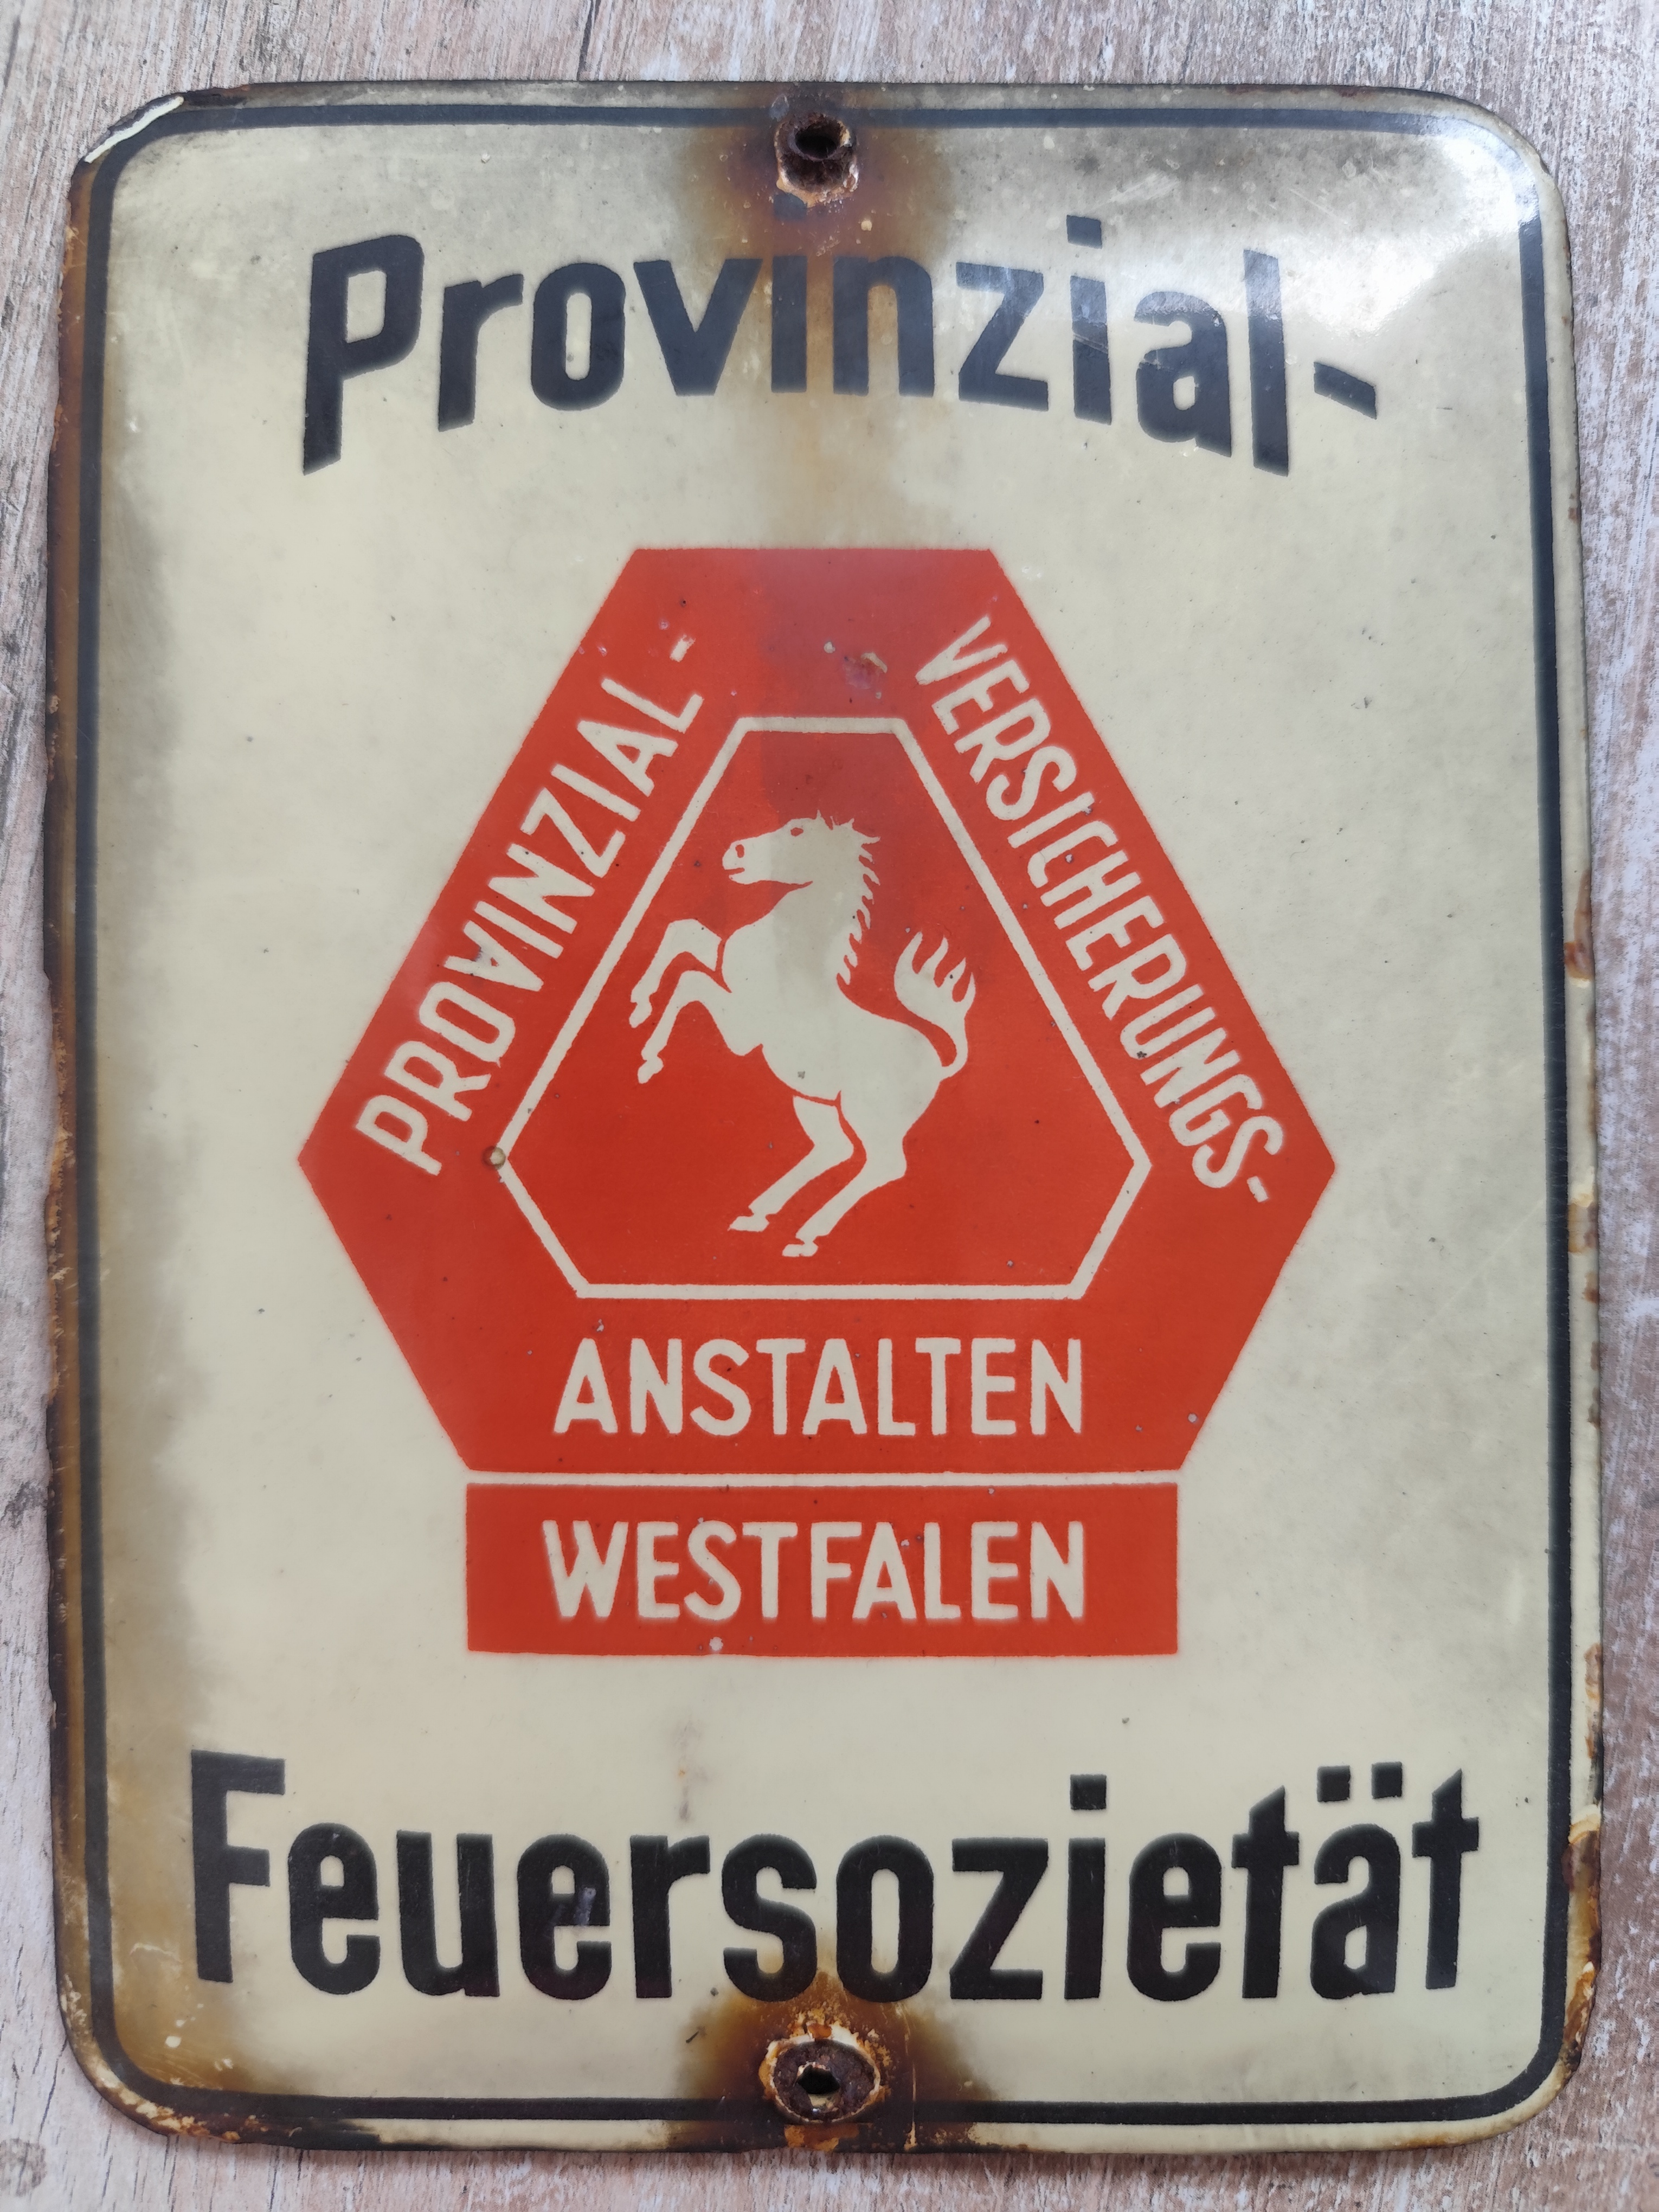 Provinzial-
PROVINZIAL-
VERSICHERUNGS-
ANSTALTEN
WESTFALEN
Feuersozietät